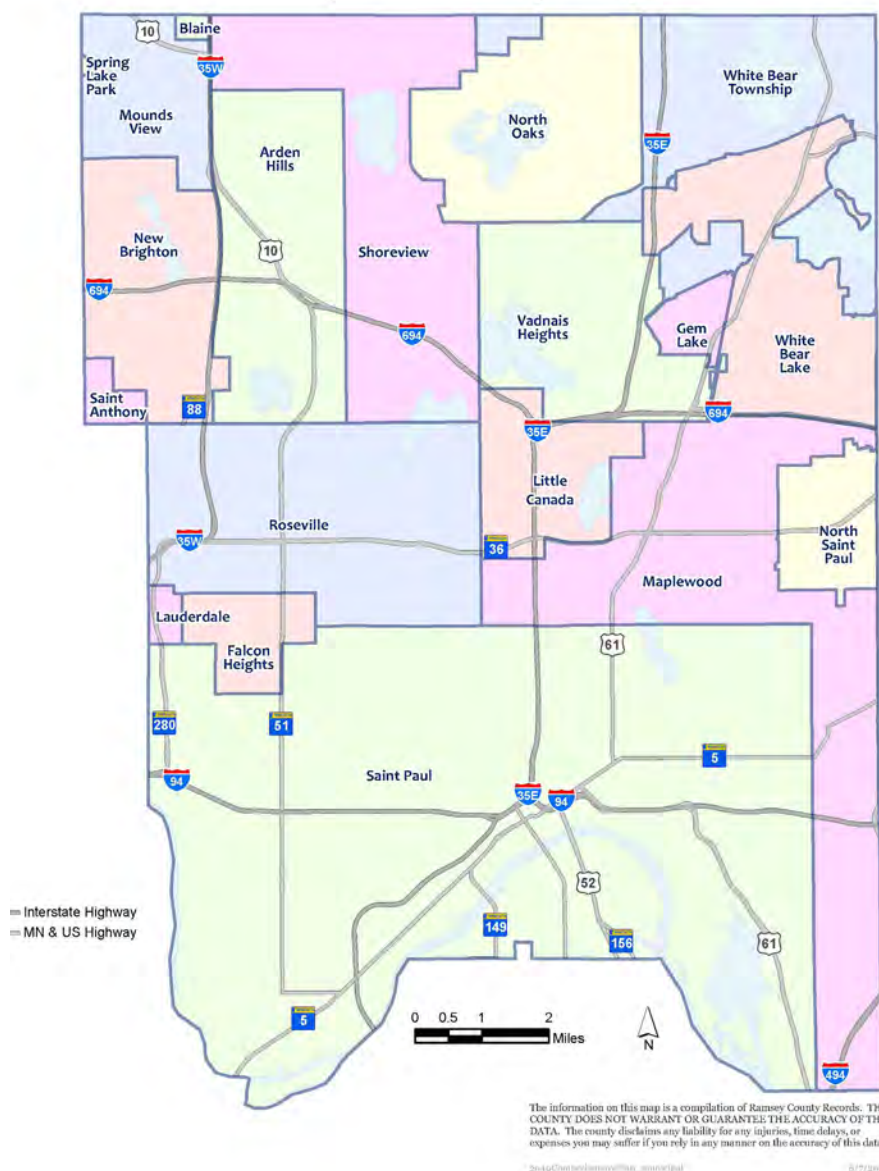 Blaine
10
35W
Spring
Lake
Park
Mounds
View
White Bear
Township
North
Oaks
35E
Arden
Hills
New
Brighton
10
Shoreview
694
694
Vadnais
Heights
Gem
Lake
White
Bear
Lake
Saint
Anthony
88
35E
694
Little
Canada
Roseville
35W
36
North
Saint
Paul
Maplewood
Lauderdale
Falcon
Heights
61
280
51
5
94
Saint Paul
35E
94
52
Interstate Highway
MN & US Highway
149
156
61
5
0 0.5 1 2
Miles
N
494
The information on this map is a compilation of Ramsey County Records. TH
COUNTY DOES NOT WARRANT OR GUARANTEE THE ACCURACY OF TH
DATA. The county disclaims any liability for any injuries, time delays, or
expenses you may suffer if you rely in any manner on the accuracy of this data